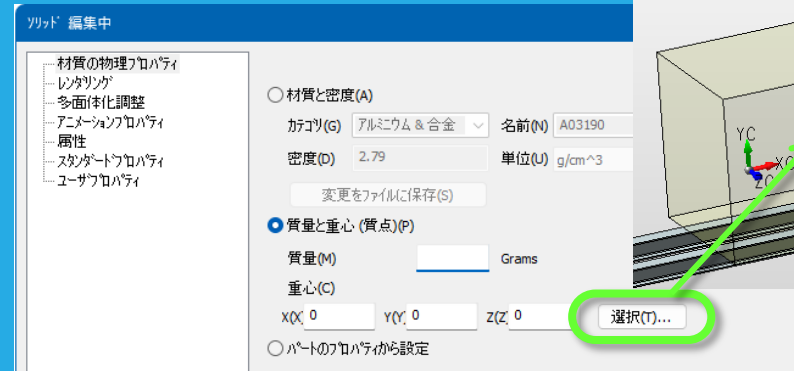 ソリッド 編集中
材質の物理プロパティ
レンダリング
多面体化調整
アニメーションプロパティ
属性
スタンダードプロパティ
ユーザプロパティ
材質と密度(A)
カテゴリ(G) アルミニウム & 合金 名前(N) A03190
密度(D) 2.79 単位(U) g/cm^3
変更をファイルに保存(S)
質量と重心 (質点)(P)
質量(M) Grams
重心(C)
X(X) 0 Y(Y) 0 Z(Z) 0 選択(T)...
パートのプロパティから設定
YC
XC
ZC